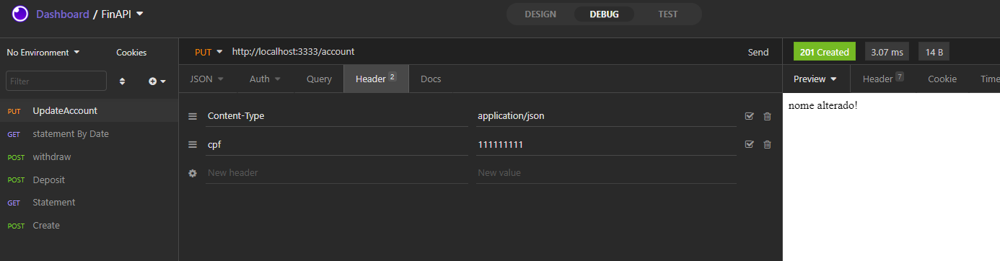 Dashboard / FinAPI
DESIGN DEBUG TEST
No Environment Cookies
PUT http://localhost:3333/account Send
201 Created 3.07 ms 14 B
Filter
JSON Auth Query Header 2 Docs
Preview Header 7 Cookie Time
PUT UpdateAccount
GET statement By Date
POST withdraw
POST Deposit
GET Statement
POST Create
Content-Type application/json
cpf 111111111
New header New value
nome alterado!